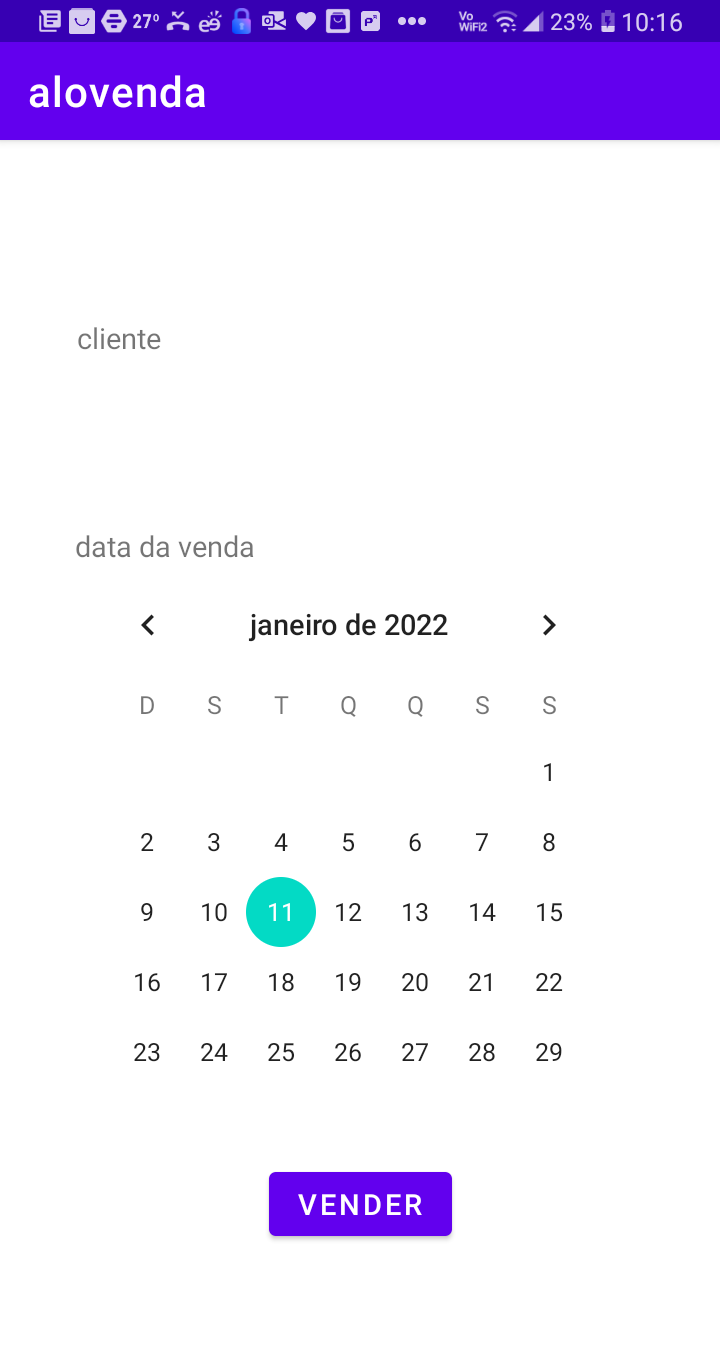 27° Vo WiFi2 23% 10:16
alovenda
cliente
data da venda
janeiro de 2022
D S T Q Q S S
1
2 3 4 5 6 7 8
9 10 11 12 13 14 15
16 17 18 19 20 21 22
23 24 25 26 27 28 29
VENDER